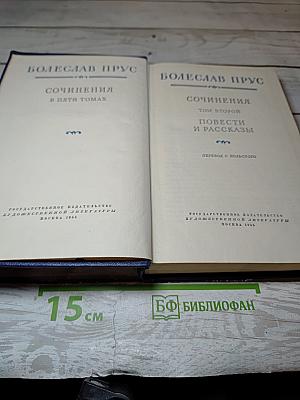 БОЛЕСЛАВ ПРУС
СОЧИНЕНИЯ
В ПЯТИ ТОМАХ
ГОСУДАРСТВЕННОЕ ИЗДАТЕЛЬСТВО
ХУДОЖЕСТВЕННОЙ ЛИТЕРАТУРЫ
МОСКВА
БОЛЕСЛАВ ПРУС
СОЧИНЕНИЯ
ТОМ ВТОРОЙ
ПОВЕСТИ
И РАССКАЗЫ
ПЕРЕВОД С ПОЛЬСКОГО
ГОСУДАРСТВЕННОЕ ИЗДАТЕЛЬСТВО
ХУДОЖЕСТВЕННОЙ ЛИТЕРАТУРЫ
МОСКВА
15 СМ
БФ БИБЛИОФАН